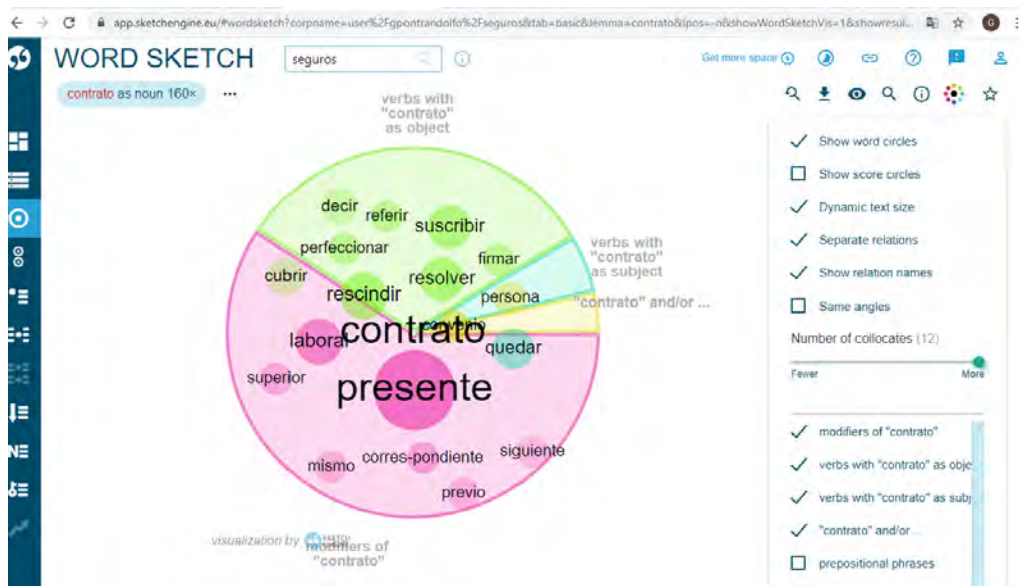 app.sketchengine.eu/#wordsketch?corpname=user%2Fgpontrandolfo%2Fseguros&tab=basic&lemma=contrato&lpos=-n&showWordSketchVis=1&showresul...
G
WORD SKETCH
seguros
Get more space
contrato as noun 160×
...
verbs with
"contrato"
as object
decir
referir
suscribir
perfeccionar
firmar
cubrir
resolver
rescindir
verbs with
"contrato"
as subject
persona
"contrato" and/or ...
convenio
contrato
laboral
quedar
superior
presente
mismo
corres-pondiente
siguiente
previo
visualization by
modifiers of
"contrato"
Show word circles
Show score circles
Dynamic text size
Separate relations
Show relation names
Same angles
Number of collocates (12)
Fewer
More
modifiers of "contrato"
verbs with "contrato" as obje
verbs with "contrato" as subj
"contrato" and/or ...
prepositional phrases